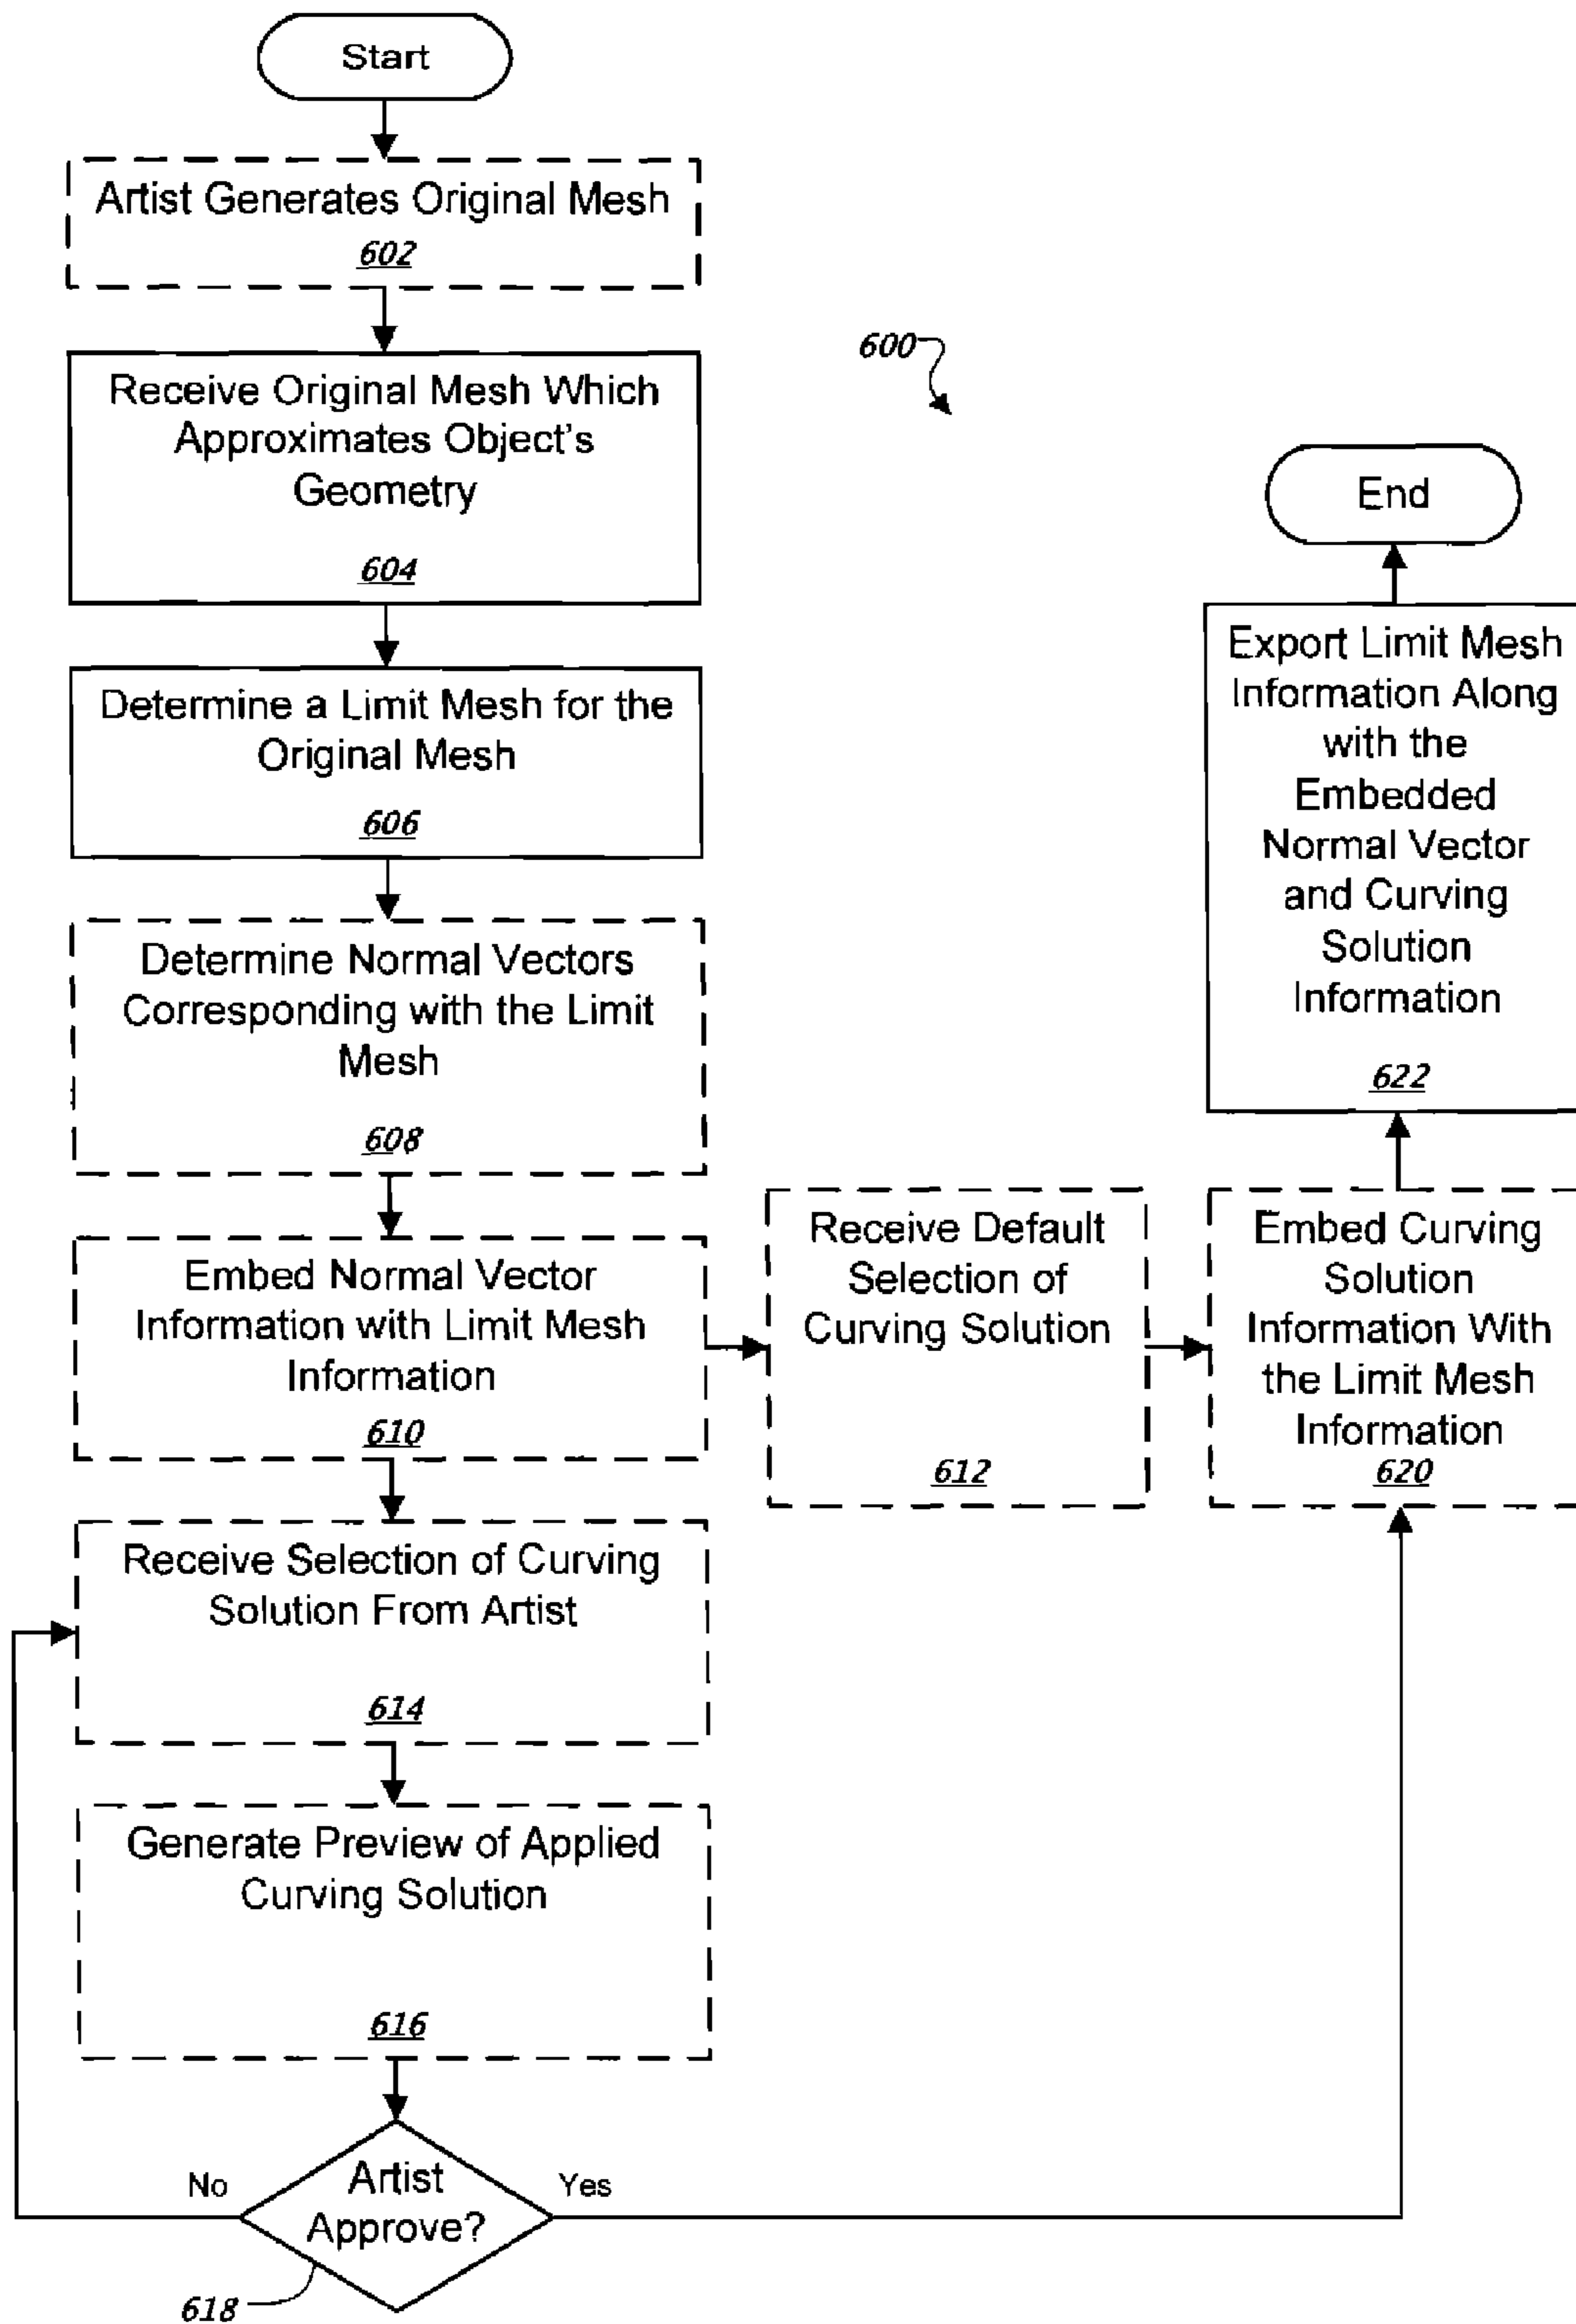 Start
Artist Generates Original Mesh
602
Receive Original Mesh Which
Approximates Object's
Geometry
604
Determine a Limit Mesh for the
Original Mesh
606
Determine Normal Vectors
Corresponding with the Limit
Mesh
608
Embed Normal Vector
Information with Limit Mesh
Information
610
Receive Selection of Curving
Solution From Artist
614
Generate Preview of Applied
Curving Solution
616
Artist
Approve?
No
Yes
618
600
Receive Default
Selection of
Curving Solution
612
End
Export Limit Mesh
Information Along
with the
Embedded
Normal Vector
and Curving
Solution
Information
622
Embed Curving
Solution
Information With
the Limit Mesh
Information
620